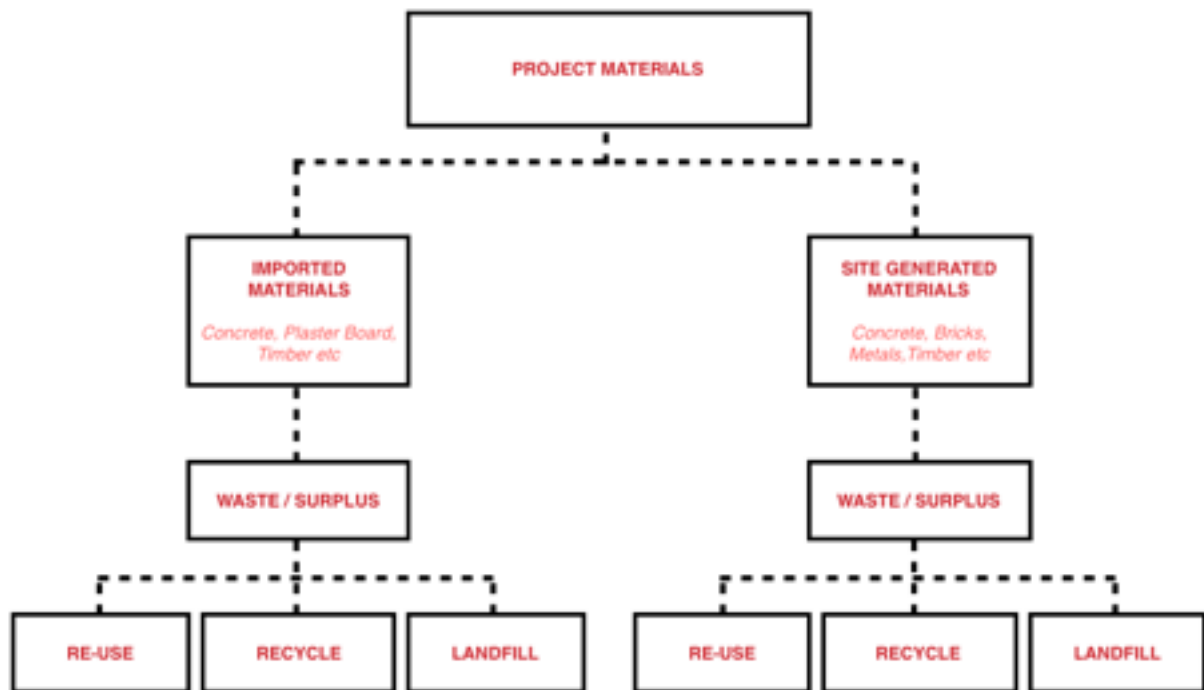 PROJECT MATERIALS
IMPORTED
MATERIALS
Concrete, Plaster Board,
Timber etc
SITE GENERATED
MATERIALS
Concrete, Bricks,
Metals,Timber etc
WASTE / SURPLUS
WASTE / SURPLUS
RE-USE
RECYCLE
LANDFILL
RE-USE
RECYCLE
LANDFILL